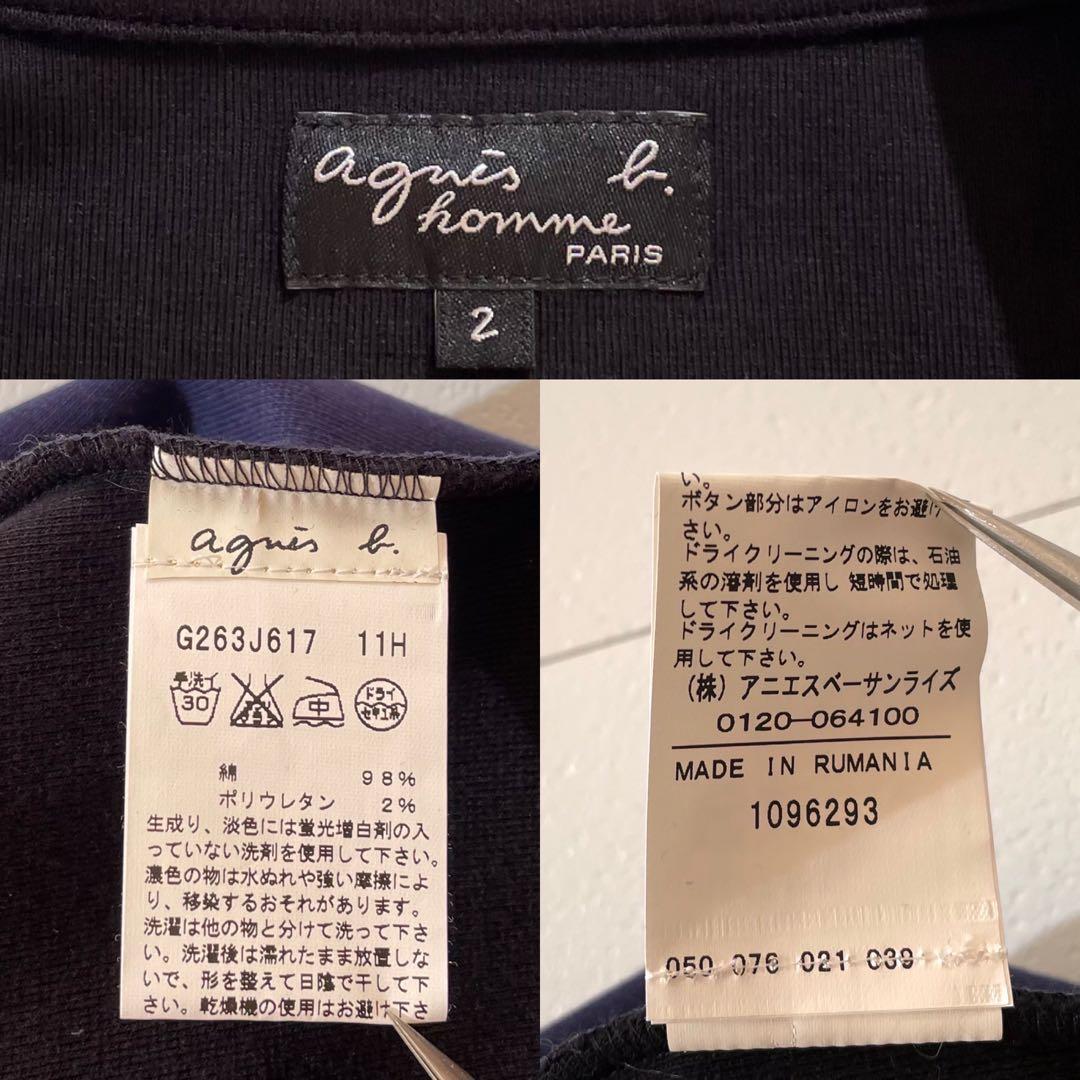 agnès b.
homme
PARIS
2
agnès b.
G263J617 11H
手洗イ
30
中
ドライ
セキユ系
綿 98%
ポリウレタン 2%
生成り、淡色には蛍光増白剤の入
っていない洗剤を使用して下さい。
濃色の物は水ぬれや強い摩擦によ
り、移染するおそれがあります。
洗濯は他の物と分けて洗って下さ
い。洗濯後は濡れたまま放置しな
いで、形を整えて日陰で干して下
さい。乾燥機の使用はお避け下さ
い。
ボタン部分はアイロンをお避け
さい。
ドライクリーニングの際は、石油
系の溶剤を使用し 短時間で処理
して下さい。
ドライクリーニングはネットを使
用して下さい。
(株)アニエスベーサンライズ
0120-064100
MADE IN RUMANIA
1096293
050 076 021 039